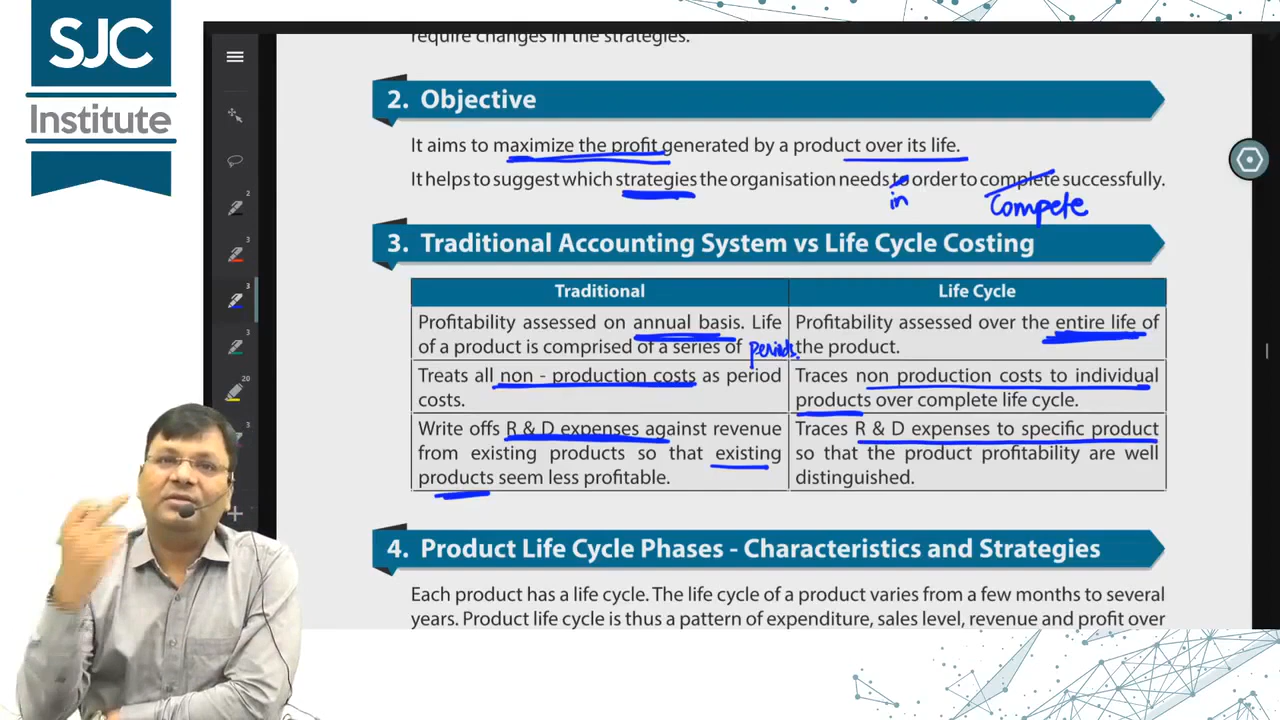 SJC
Institute
require changes in the strategies.
2. Objective
It aims to maximize the profit generated by a product over its life.
It helps to suggest which strategies the organisation needs to order to complete successfully.
in
Compete
3. Traditional Accounting System vs Life Cycle Costing
Traditional
Life Cycle
Profitability assessed on annual basis. Life
of a product is comprised of a series of periods.
Profitability assessed over the entire life of
the product.
Treats all non - production costs as period
costs.
Traces non production costs to individual
products over complete life cycle.
Write offs R & D expenses against revenue
from existing products so that existing
products seem less profitable.
Traces R & D expenses to specific product
so that the product profitability are well
distinguished.
4. Product Life Cycle Phases - Characteristics and Strategies
Each product has a life cycle. The life cycle of a product varies from a few months to several
years. Product life cycle is thus a pattern of expenditure, sales level, revenue and profit over
2
3
3
3
20
3